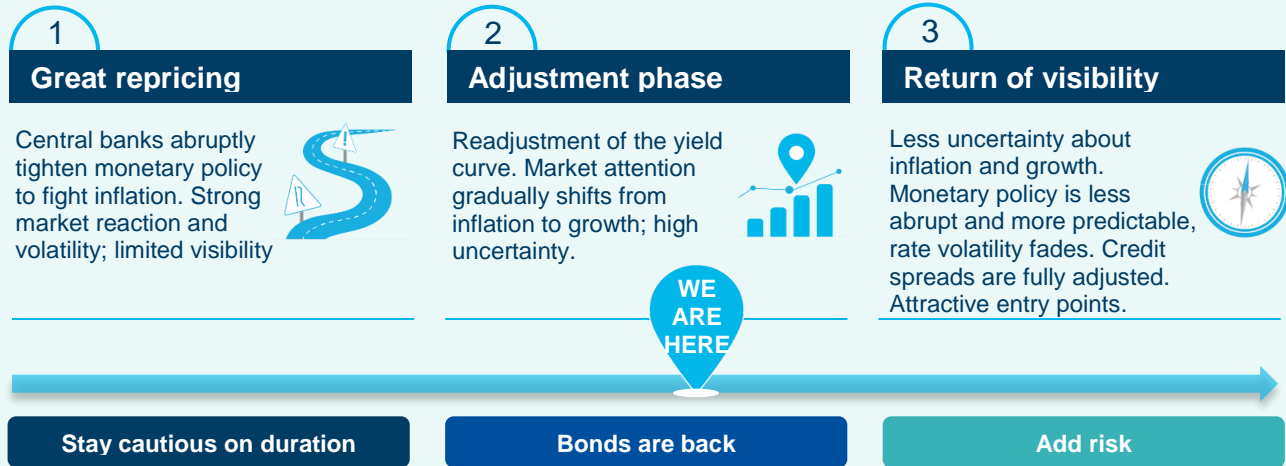 1
Great repricing
Central banks abruptly
tighten monetary policy
to fight inflation. Strong
market reaction and
volatility; limited visibility
2
Adjustment phase
Readjustment of the yield
curve. Market attention
gradually shifts from
inflation to growth; high
uncertainty.
3
Return of visibility
Less uncertainty about
inflation and growth.
Monetary policy is less
abrupt and more predictable,
rate volatility fades. Credit
spreads are fully adjusted.
Attractive entry points.
WE
ARE
HERE
Stay cautious on duration
Bonds are back
Add risk